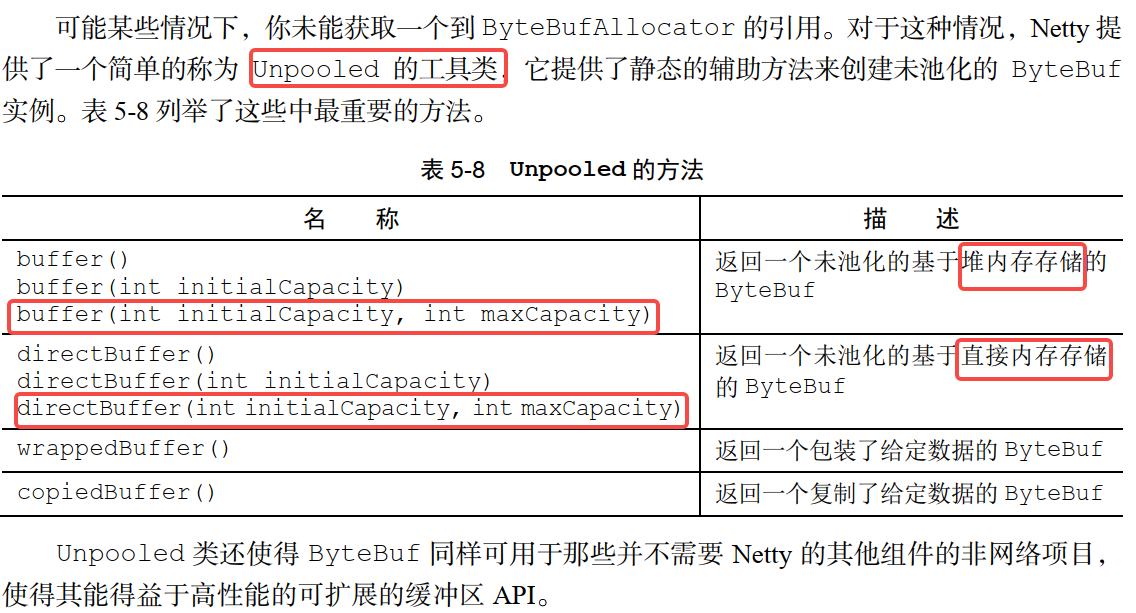 可能某些情况下，你未能获取一个到 ByteBufAllocator 的引用。对于这种情况，Netty 提
供了一个简单的称为 Unpooled 的工具类，它提供了静态的辅助方法来创建未池化的 ByteBuf
实例。表 5-8 列举了这些中最重要的方法。
表 5-8 Unpooled 的方法
名 称 描 述
buffer()
buffer(int initialCapacity)
buffer(int initialCapacity, int maxCapacity)
返回一个未池化的基于堆内存存储的
ByteBuf
directBuffer()
directBuffer(int initialCapacity)
directBuffer(int initialCapacity, int maxCapacity)
返回一个未池化的基于直接内存存储
的 ByteBuf
wrappedBuffer() 返回一个包装了给定数据的 ByteBuf
copiedBuffer() 返回一个复制了给定数据的 ByteBuf
Unpooled 类还使得 ByteBuf 同样可用于那些并不需要 Netty 的其他组件的非网络项目，
使得其能得益于高性能的可扩展的缓冲区 API。